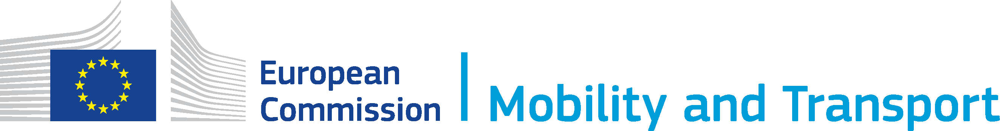 European
Commission
Mobility and Transport